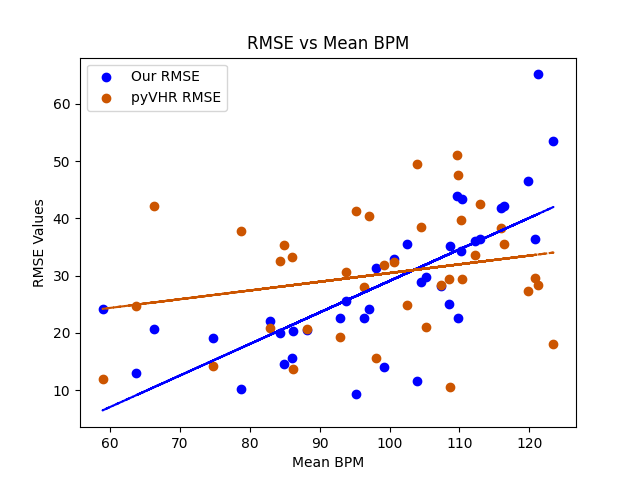 RMSE vs Mean BPM
Our RMSE
pyVHR RMSE
RMSE Values
60
50
40
30
20
10
60 70 80 90 100 110 120
Mean BPM